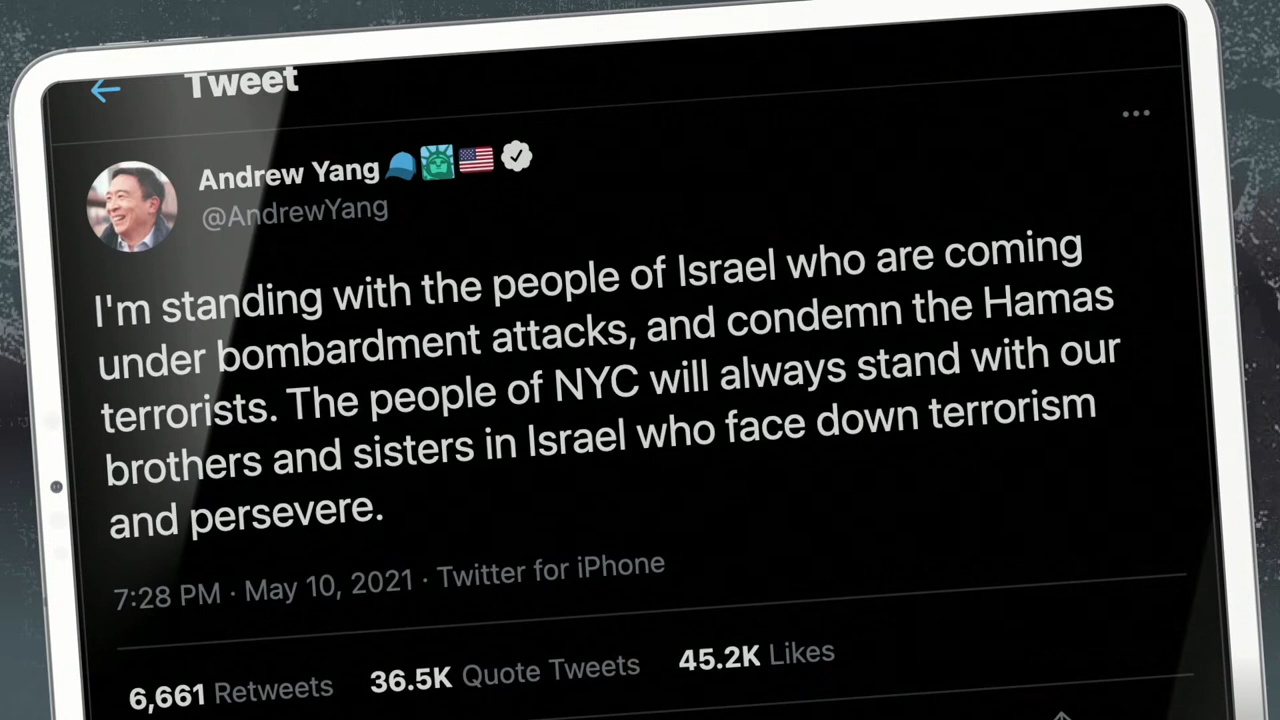 Tweet
Andrew Yang
@AndrewYang
I'm standing with the people of Israel who are coming
under bombardment attacks, and condemn the Hamas
terrorists. The people of NYC will always stand with our
brothers and sisters in Israel who face down terrorism
and persevere.
7:28 PM · May 10, 2021 · Twitter for iPhone
6,661 Retweets 36.5K Quote Tweets 45.2K Likes